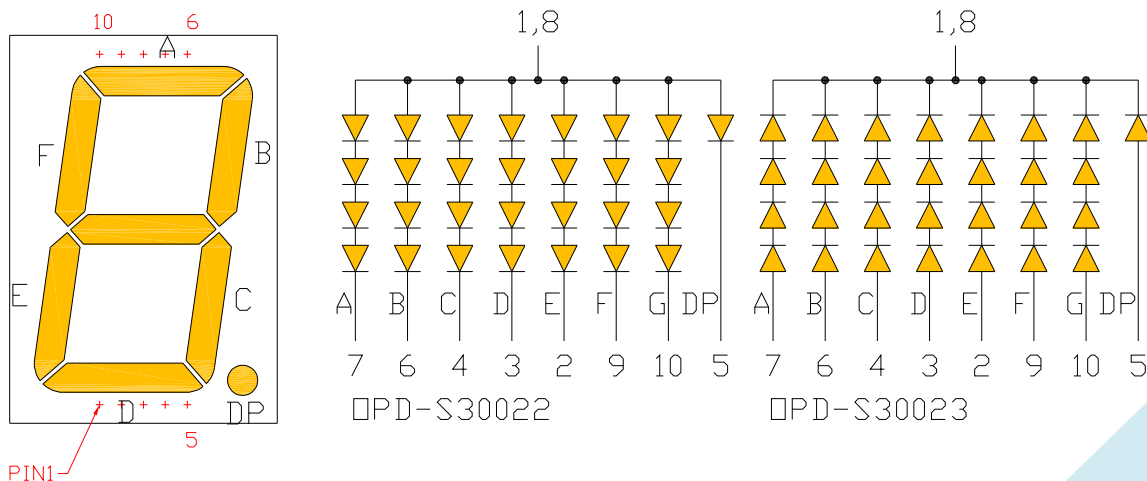 10 6
A
F
B
E
C
D
DP
5
PIN1
1,8
A B C D E F G DP
7 6 4 3 2 9 10 5
OPD-S30022
1,8
A B C D E F G DP
7 6 4 3 2 9 10 5
OPD-S30023